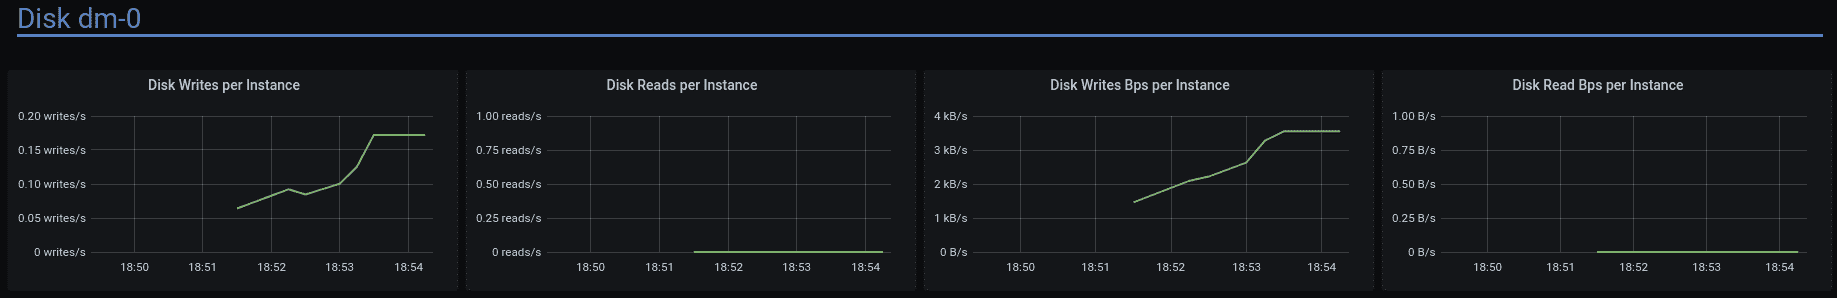 Disk dm-0
Disk Writes per Instance
0.20 writes/s
0.15 writes/s
0.10 writes/s
0.05 writes/s
0 writes/s
18:50 18:51 18:52 18:53 18:54
Disk Reads per Instance
1.00 reads/s
0.75 reads/s
0.50 reads/s
0.25 reads/s
0 reads/s
18:50 18:51 18:52 18:53 18:54
Disk Writes Bps per Instance
4 kB/s
3 kB/s
2 kB/s
1 kB/s
0 B/s
18:50 18:51 18:52 18:53 18:54
Disk Read Bps per Instance
1.00 B/s
0.75 B/s
0.50 B/s
0.25 B/s
0 B/s
18:50 18:51 18:52 18:53 18:54